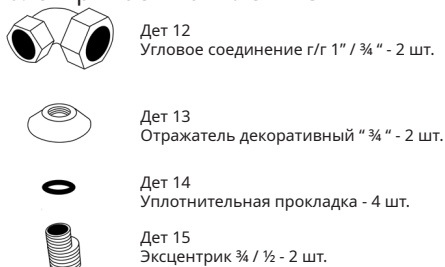 Дет 12
Угловое соединение г/г 1” / ¾ “ - 2 шт.
Дет 13
Отражатель декоративный “ ¾ “ - 2 шт.
Дет 14
Уплотнительная прокладка - 4 шт.
Дет 15
Эксцентрик ¾ / ½ - 2 шт.